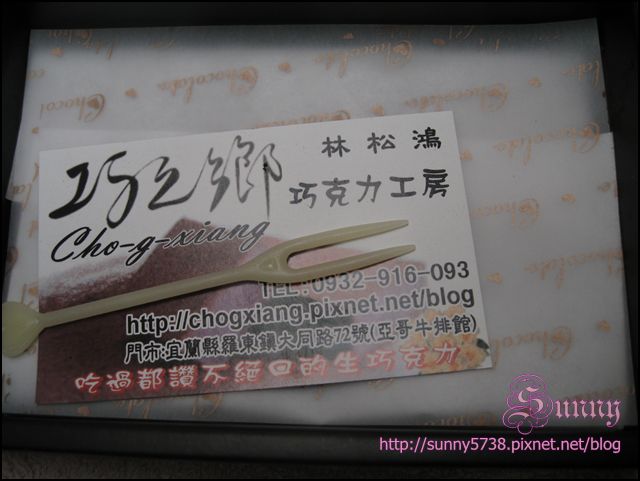 Chocolate
Chocolate
巧之鄉
林松鴻
巧克力工房
Cho-g-xiang
TEL:0932-916-093
http://chogxiang.pixnet.net/blog
門市:宜蘭縣羅東鎮大同路72號(亞哥牛排館)
吃過都讚不絕口的生巧克力
Sunny
http://sunny5738.pixnet.net/blog